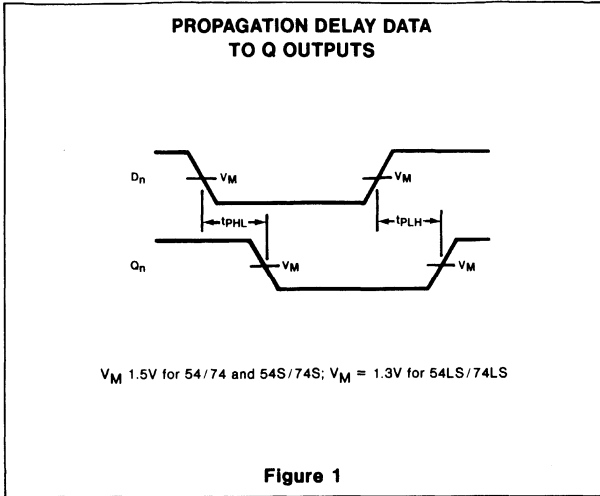 PROPAGATION DELAY DATA
TO Q OUTPUTS
Dn
VM
VM
tPHL
tPLH
Qn
VM
VM
VM 1.5V for 54/74 and 54S/74S; VM = 1.3V for 54LS/74LS
Figure 1